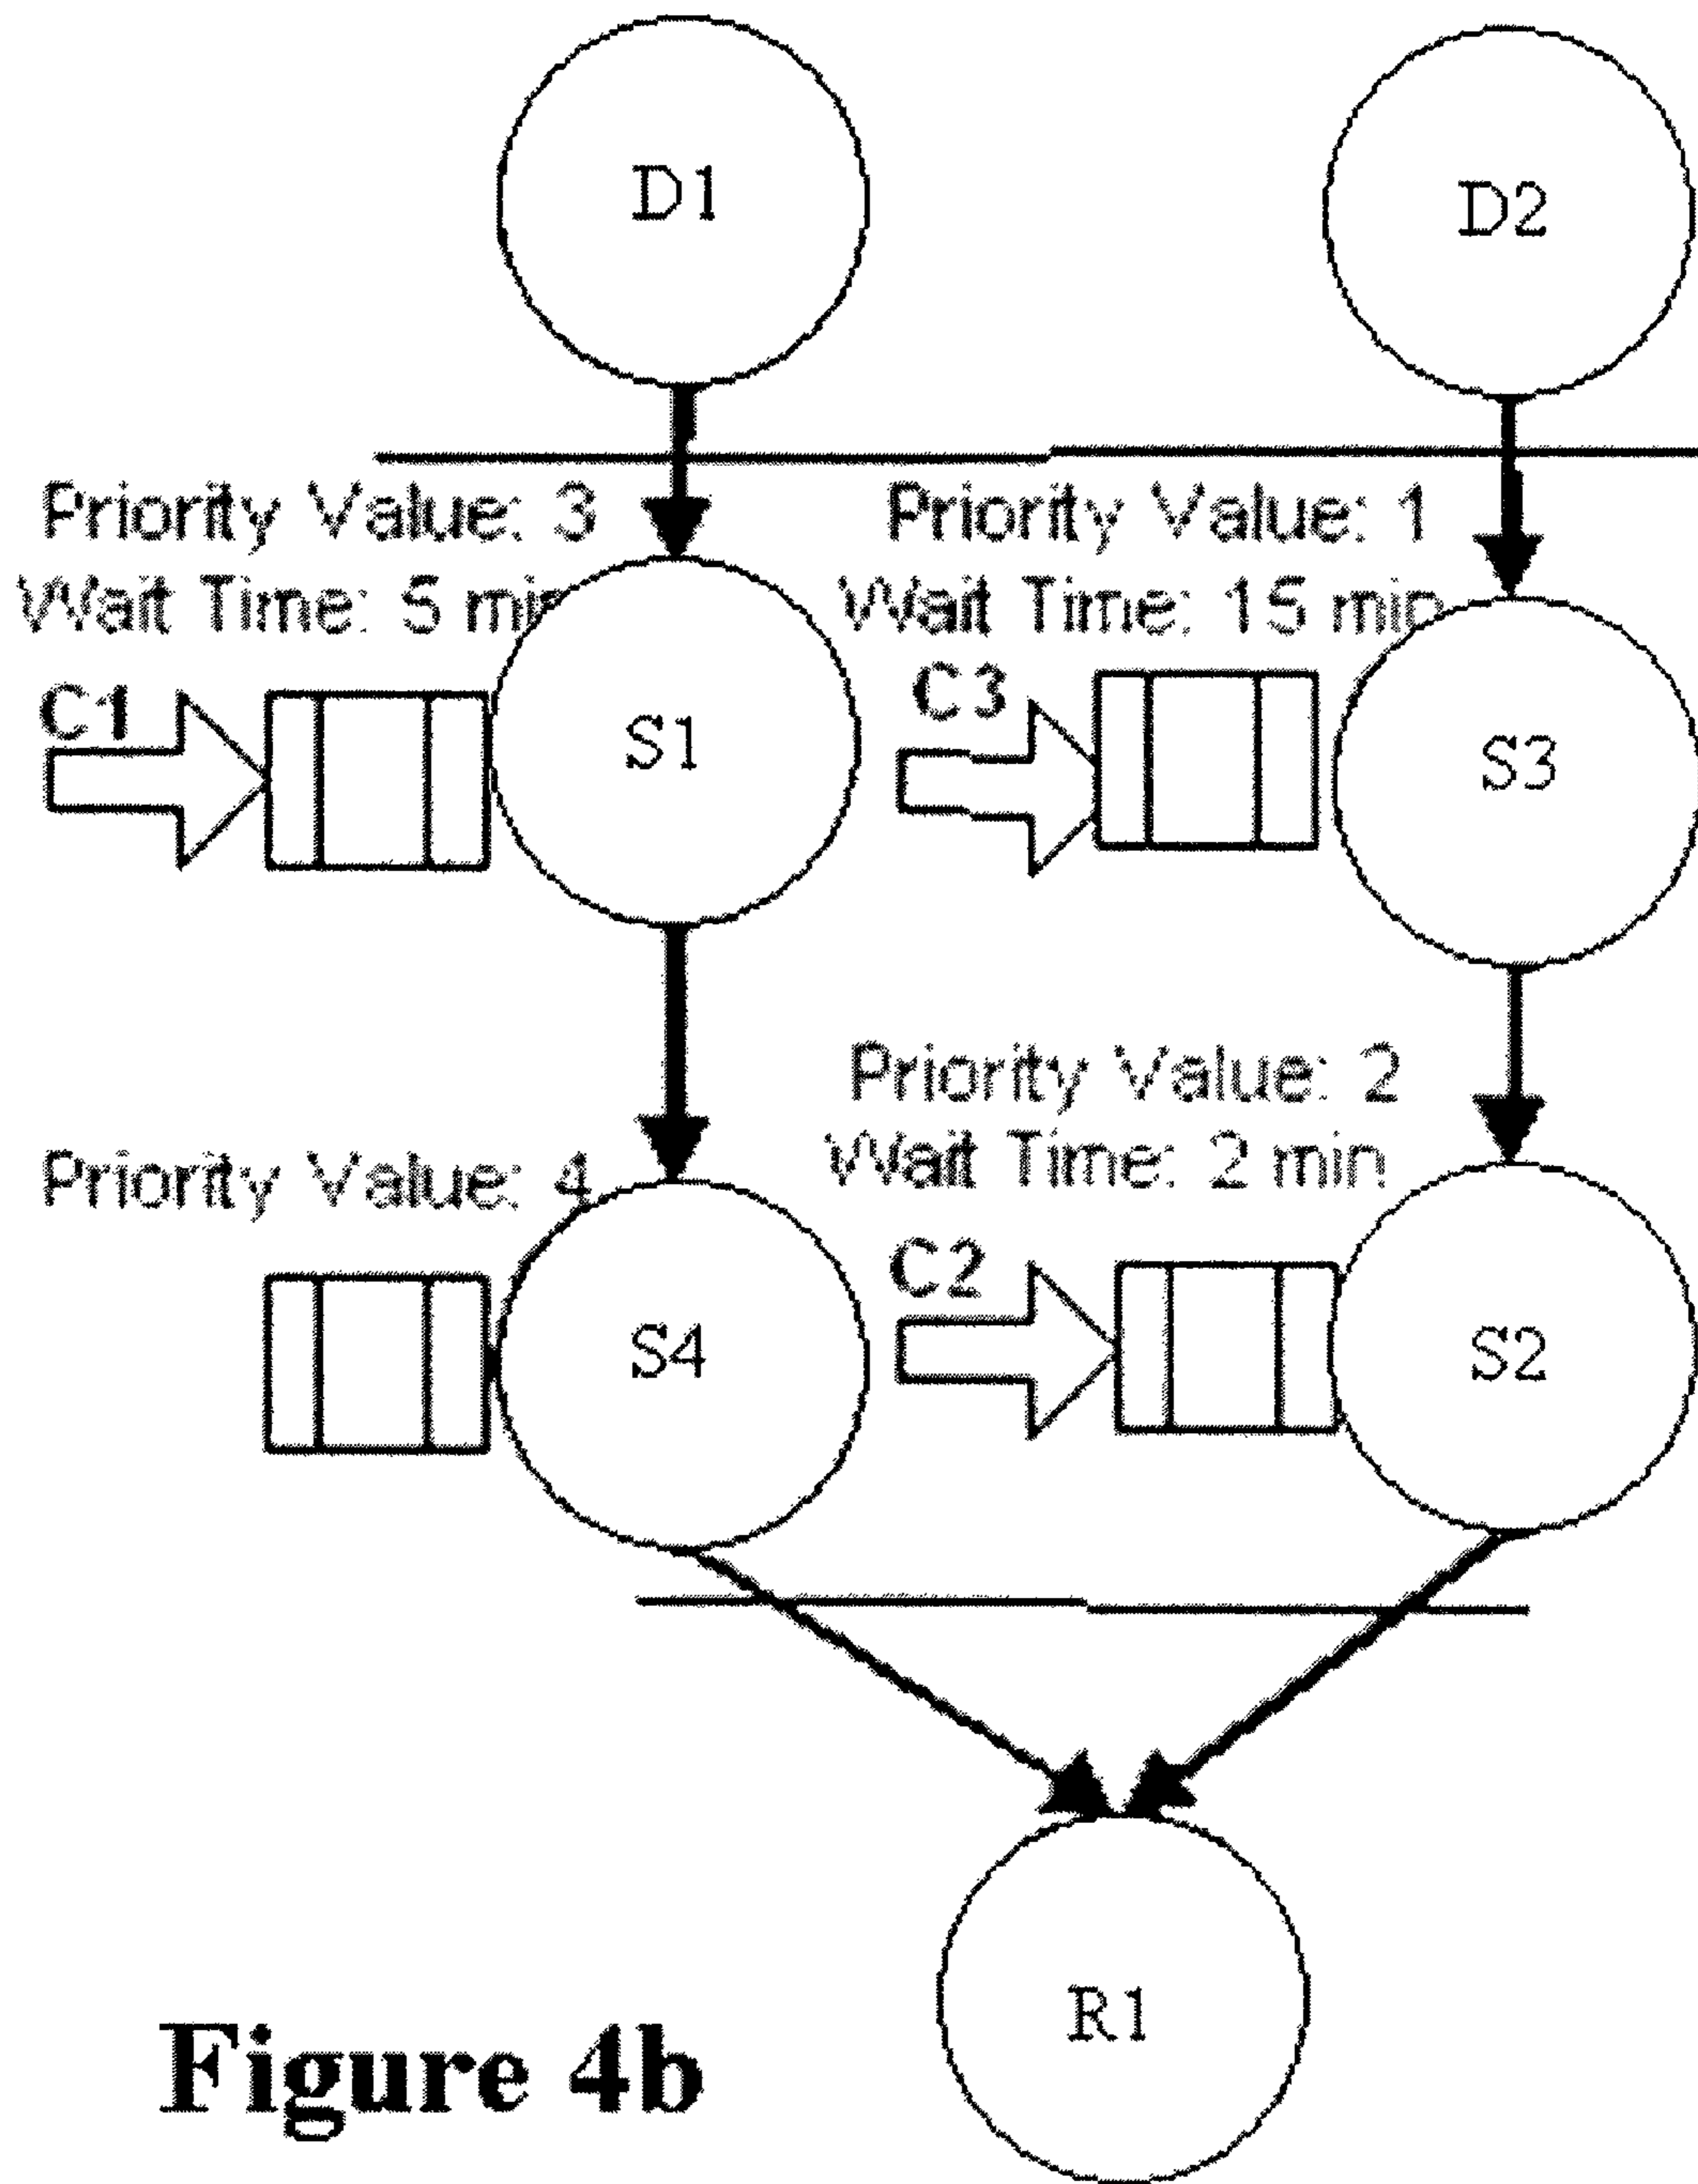 D1
D2
Priority Value: 3
Wait Time: 5 min
C1
S1
Priority Value: 1
Wait Time: 15 min
C3
S3
Priority Value: 4
S4
Priority Value: 2
Wait Time: 2 min
C2
S2
R1
Figure 4b